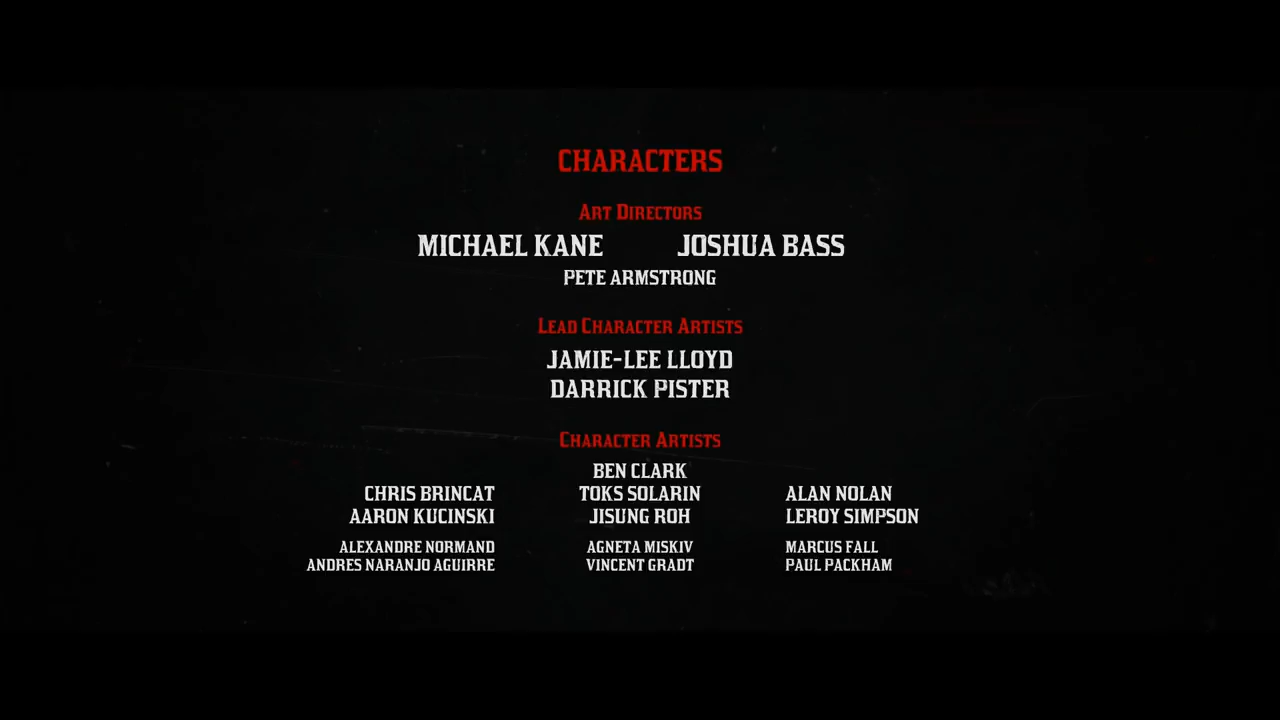 CHARACTERS
ART DIRECTORS
MICHAEL KANE JOSHUA BASS
PETE ARMSTRONG
LEAD CHARACTER ARTISTS
JAMIE-LEE LLOYD
DARRICK PISTER
CHARACTER ARTISTS
BEN CLARK
CHRIS BRINCAT TOKS SOLARIN ALAN NOLAN
AARON KUCINSKI JISUNG ROH LEROY SIMPSON
ALEXANDRE NORMAND AGNETA MISKIV MARCUS FALL
ANDRES NARANJO AGUIRRE VINCENT GRADT PAUL PACKHAM